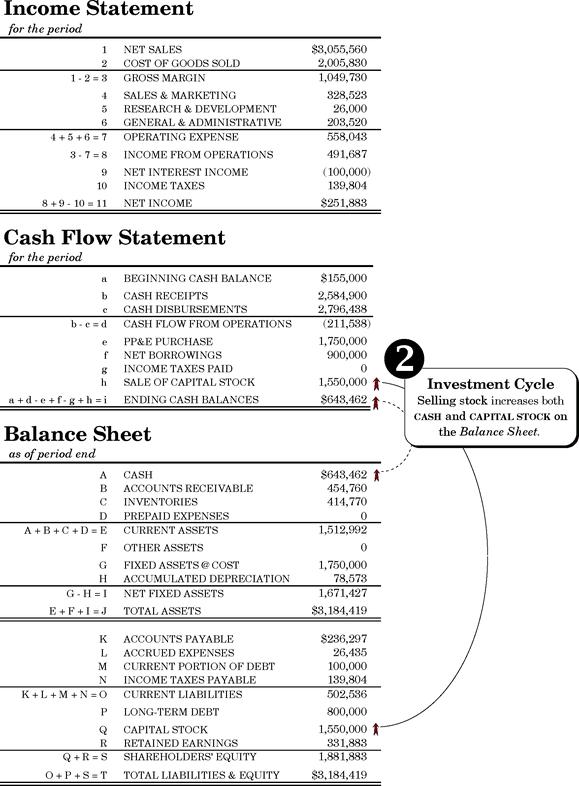 Income Statement
for the period
1 NET SALES $3,055,560
2 COST OF GOODS SOLD 2,005,830
1 - 2 = 3 GROSS MARGIN 1,049,730
4 SALES & MARKETING 328,523
5 RESEARCH & DEVELOPMENT 26,000
6 GENERAL & ADMINISTRATIVE 203,520
4 + 5 + 6 = 7 OPERATING EXPENSE 558,043
3 - 7 = 8 INCOME FROM OPERATIONS 491,687
9 NET INTEREST INCOME (100,000)
10 INCOME TAXES 139,804
8 + 9 - 10 = 11 NET INCOME $251,883
Cash Flow Statement
for the period
a BEGINNING CASH BALANCE $155,000
b CASH RECEIPTS 2,584,900
c CASH DISBURSEMENTS 2,796,438
b - c = d CASH FLOW FROM OPERATIONS (211,538)
e PP&E PURCHASE 1,750,000
f NET BORROWINGS 900,000
g INCOME TAXES PAID 0
h SALE OF CAPITAL STOCK 1,550,000
a + d - e + f - g + h = i ENDING CASH BALANCES $643,462
2
Investment Cycle
Selling stock increases both
CASH and CAPITAL STOCK on
the Balance Sheet.
Balance Sheet
as of period end
A CASH $643,462
B ACCOUNTS RECEIVABLE 454,760
C INVENTORIES 414,770
D PREPAID EXPENSES 0
A + B + C + D = E CURRENT ASSETS 1,512,992
F OTHER ASSETS 0
G FIXED ASSETS @ COST 1,750,000
H ACCUMULATED DEPRECIATION 78,573
G - H = I NET FIXED ASSETS 1,671,427
E + F + I = J TOTAL ASSETS $3,184,419
K ACCOUNTS PAYABLE $236,297
L ACCRUED EXPENSES 26,435
M CURRENT PORTION OF DEBT 100,000
N INCOME TAXES PAYABLE 139,804
K + L + M + N = O CURRENT LIABILITIES 502,536
P LONG-TERM DEBT 800,000
Q CAPITAL STOCK 1,550,000
R RETAINED EARNINGS 331,883
Q + R = S SHAREHOLDERS' EQUITY 1,881,883
O + P + S = T TOTAL LIABILITIES & EQUITY $3,184,419